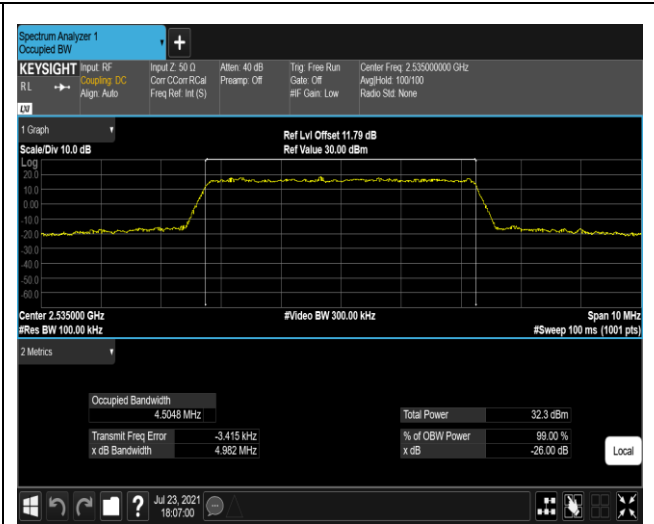 Spectrum Analyzer 1
Occupied BW
+
KEYSIGHT
RL
LXI
Input: RF
Coupling: DC
Align: Auto
Input Z: 50 Ω
Corr CCorr RCal
Freq Ref: Int (S)
Atten: 40 dB
Preamp: Off
Trig: Free Run
Gate: Off
#IF Gain: Low
Center Freq: 2.535000000 GHz
Avg|Hold: 100/100
Radio Std: None
1 Graph
Scale/Div 10.0 dB
Ref Lvl Offset 11.79 dB
Ref Value 30.00 dBm
Log
20.0
10.0
0.00
-10.0
-20.0
-30.0
-40.0
-50.0
-60.0
Center 2.535000 GHz
#Res BW 100.00 kHz
#Video BW 300.00 kHz
Span 10 MHz
#Sweep 100 ms (1001 pts)
2 Metrics
Occupied Bandwidth
4.5048 MHz
Transmit Freq Error -3.415 kHz
x dB Bandwidth 4.982 MHz
Total Power 32.3 dBm
% of OBW Power 99.00 %
x dB -26.00 dB
Local
?
Jul 23, 2021
18:07:00